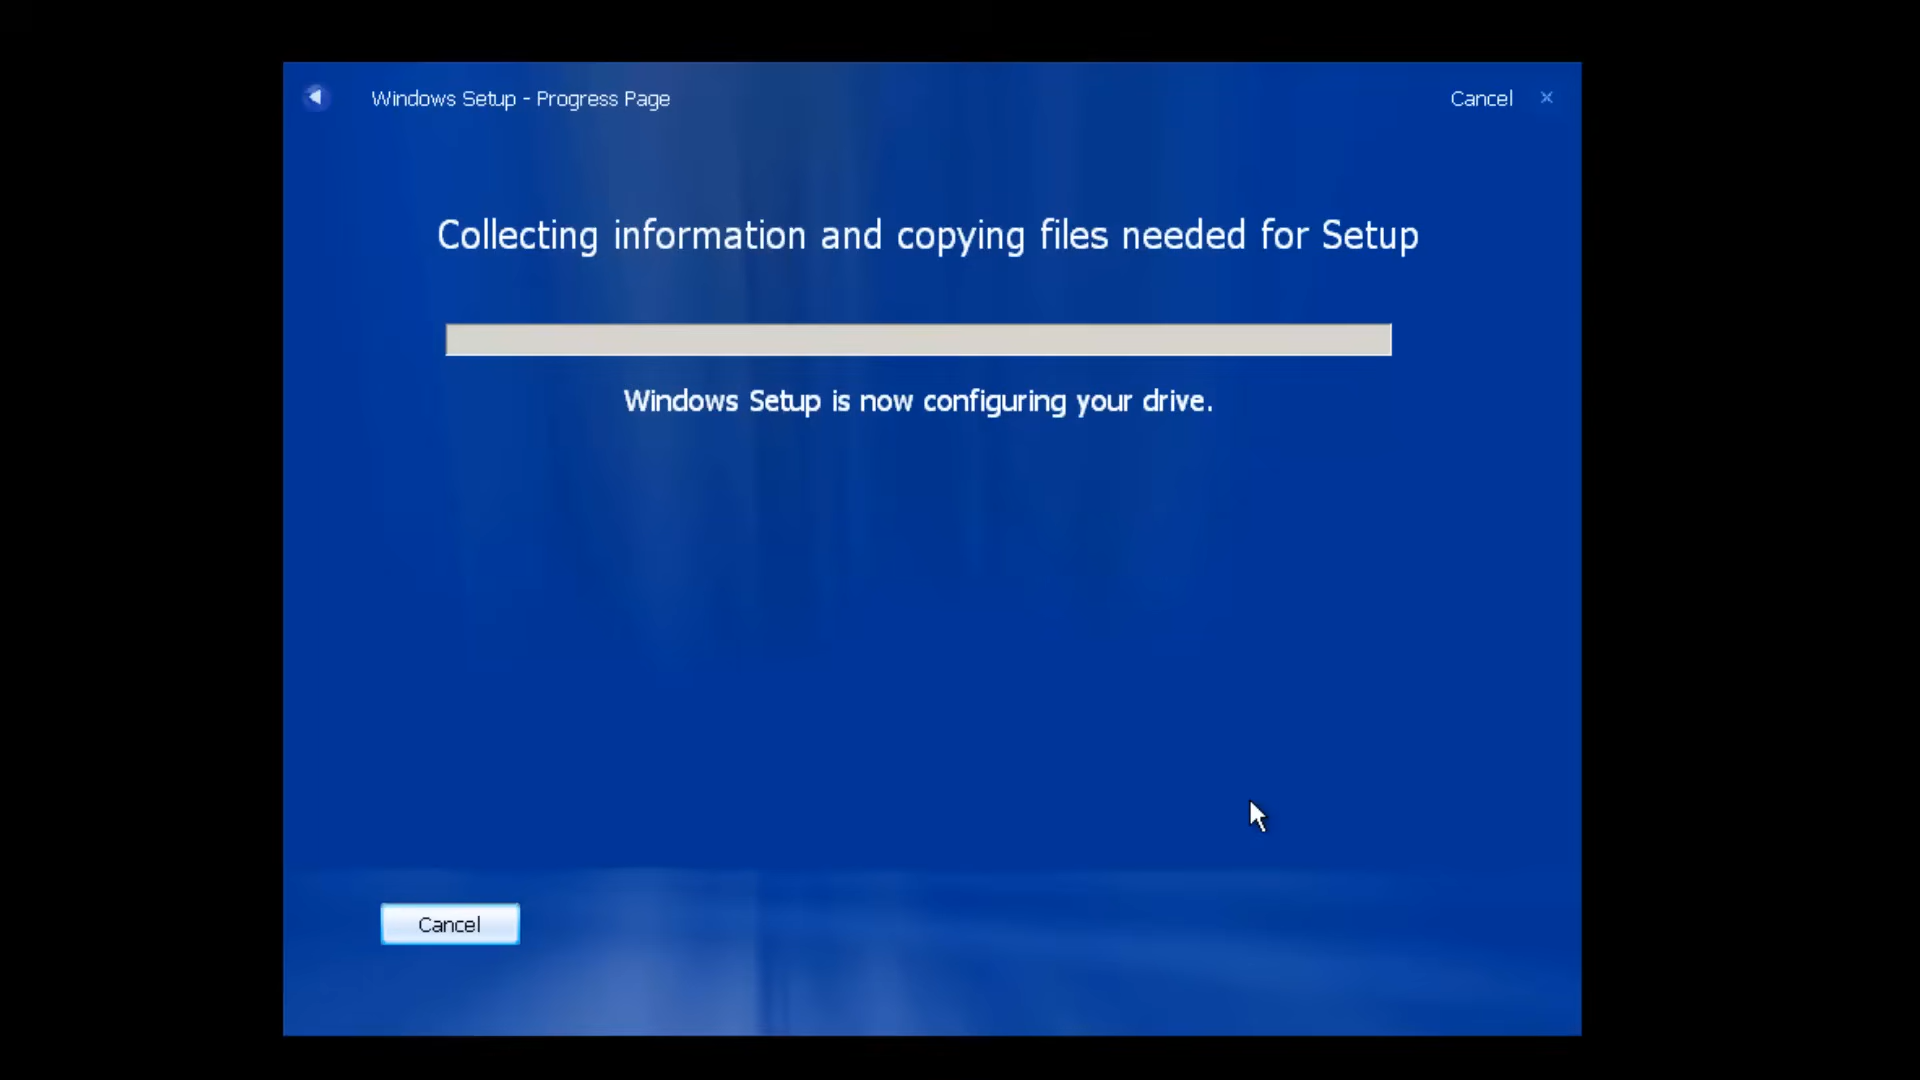 Windows Setup - Progress Page
Cancel
Collecting information and copying files needed for Setup
Windows Setup is now configuring your drive.
Cancel